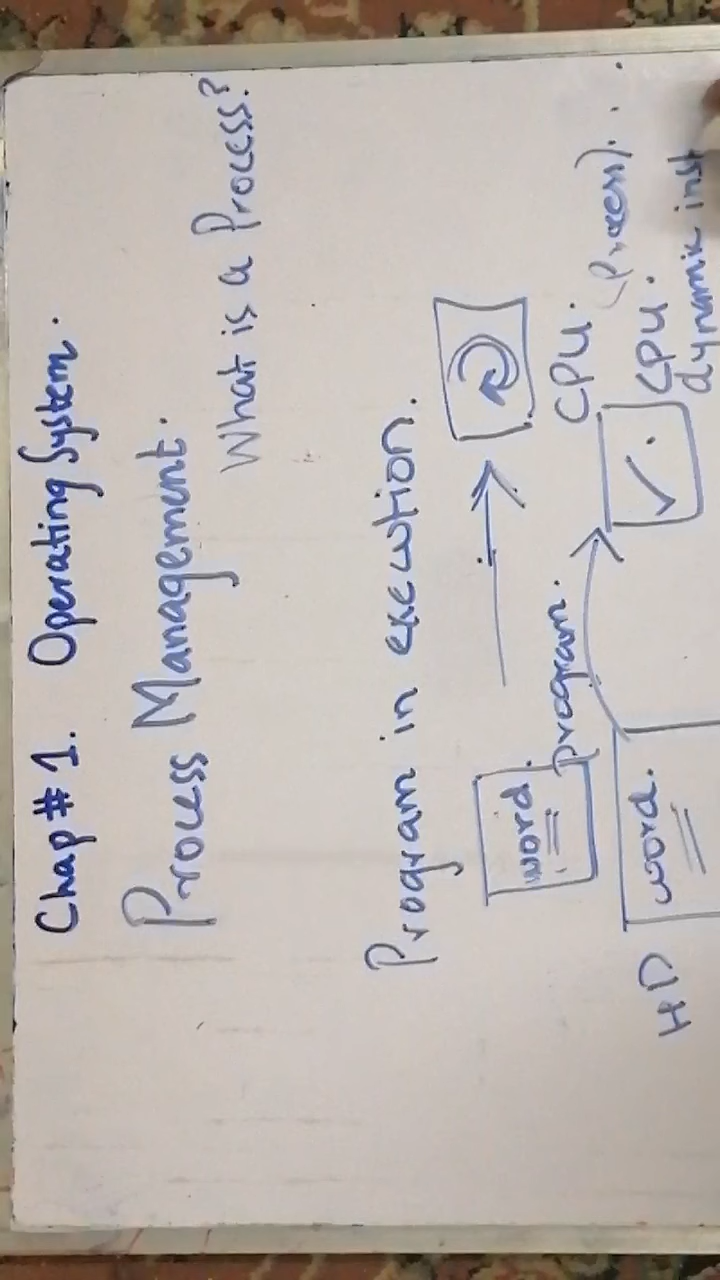 Chap # 1. Operating System.
Process Management.
What is a Process?
Program in execution.
word.
program.
CPU.
(Process)...
HD
word.
CPU.
dynamic inst